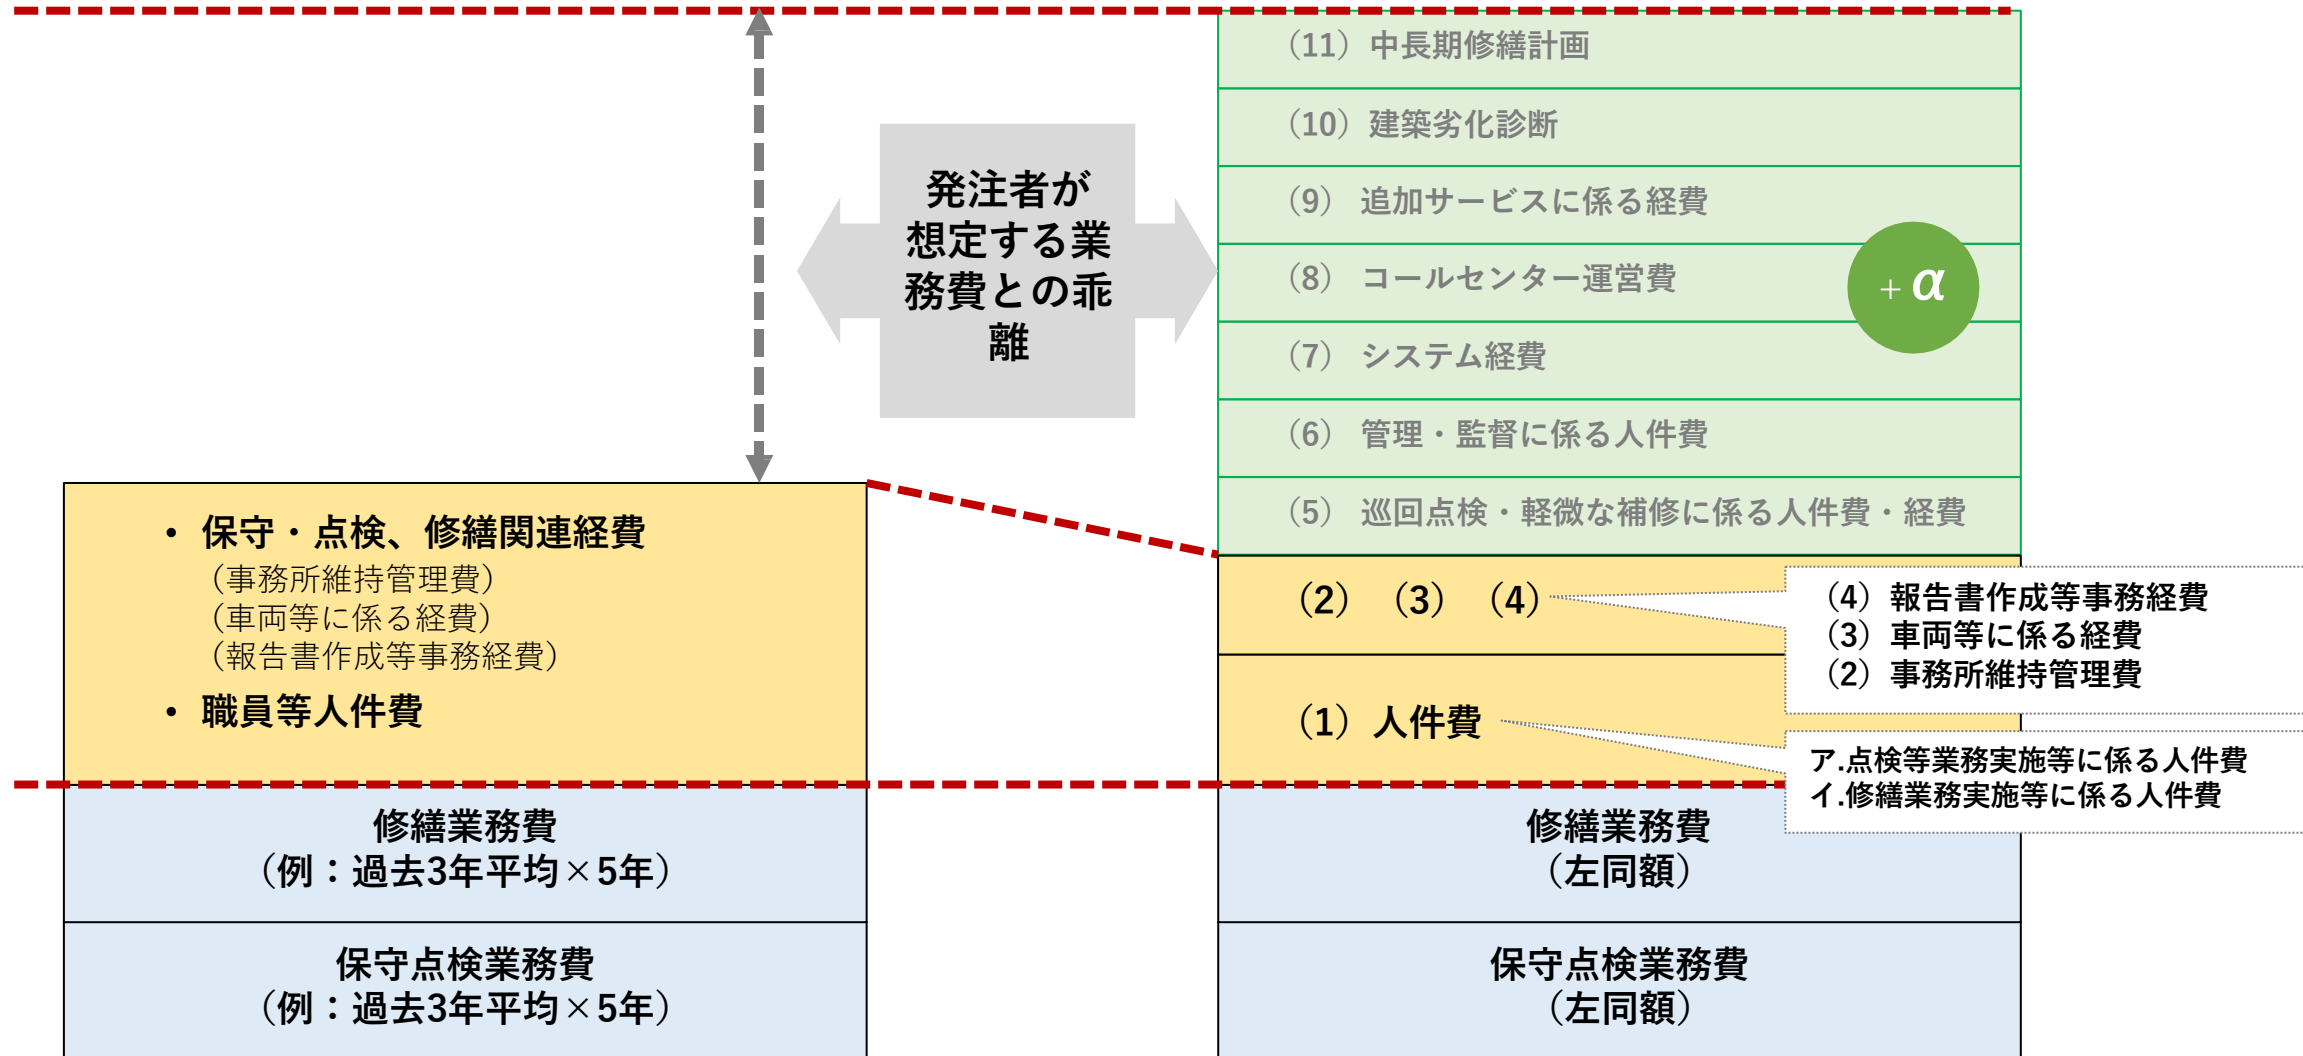 (11) 中長期修繕計画
(10) 建築劣化診断
(9) 追加サービスに係る経費
(8) コールセンター運営費
(7) システム経費
(6) 管理・監督に係る人件費
(5) 巡回点検・軽微な補修に係る人件費・経費
+ α
発注者が
想定する業
務費との乖
離
• 保守・点検、修繕関連経費
(事務所維持管理費)
(車両等に係る経費)
(報告書作成等事務経費)
• 職員等人件費
修繕業務費
(例：過去3年平均×5年)
保守点検業務費
(例：過去3年平均×5年)
(2) (3) (4)
(4) 報告書作成等事務経費
(3) 車両等に係る経費
(2) 事務所維持管理費
(1) 人件費
ア.点検等業務実施等に係る人件費
イ.修繕業務実施等に係る人件費
修繕業務費
(左同額)
保守点検業務費
(左同額)